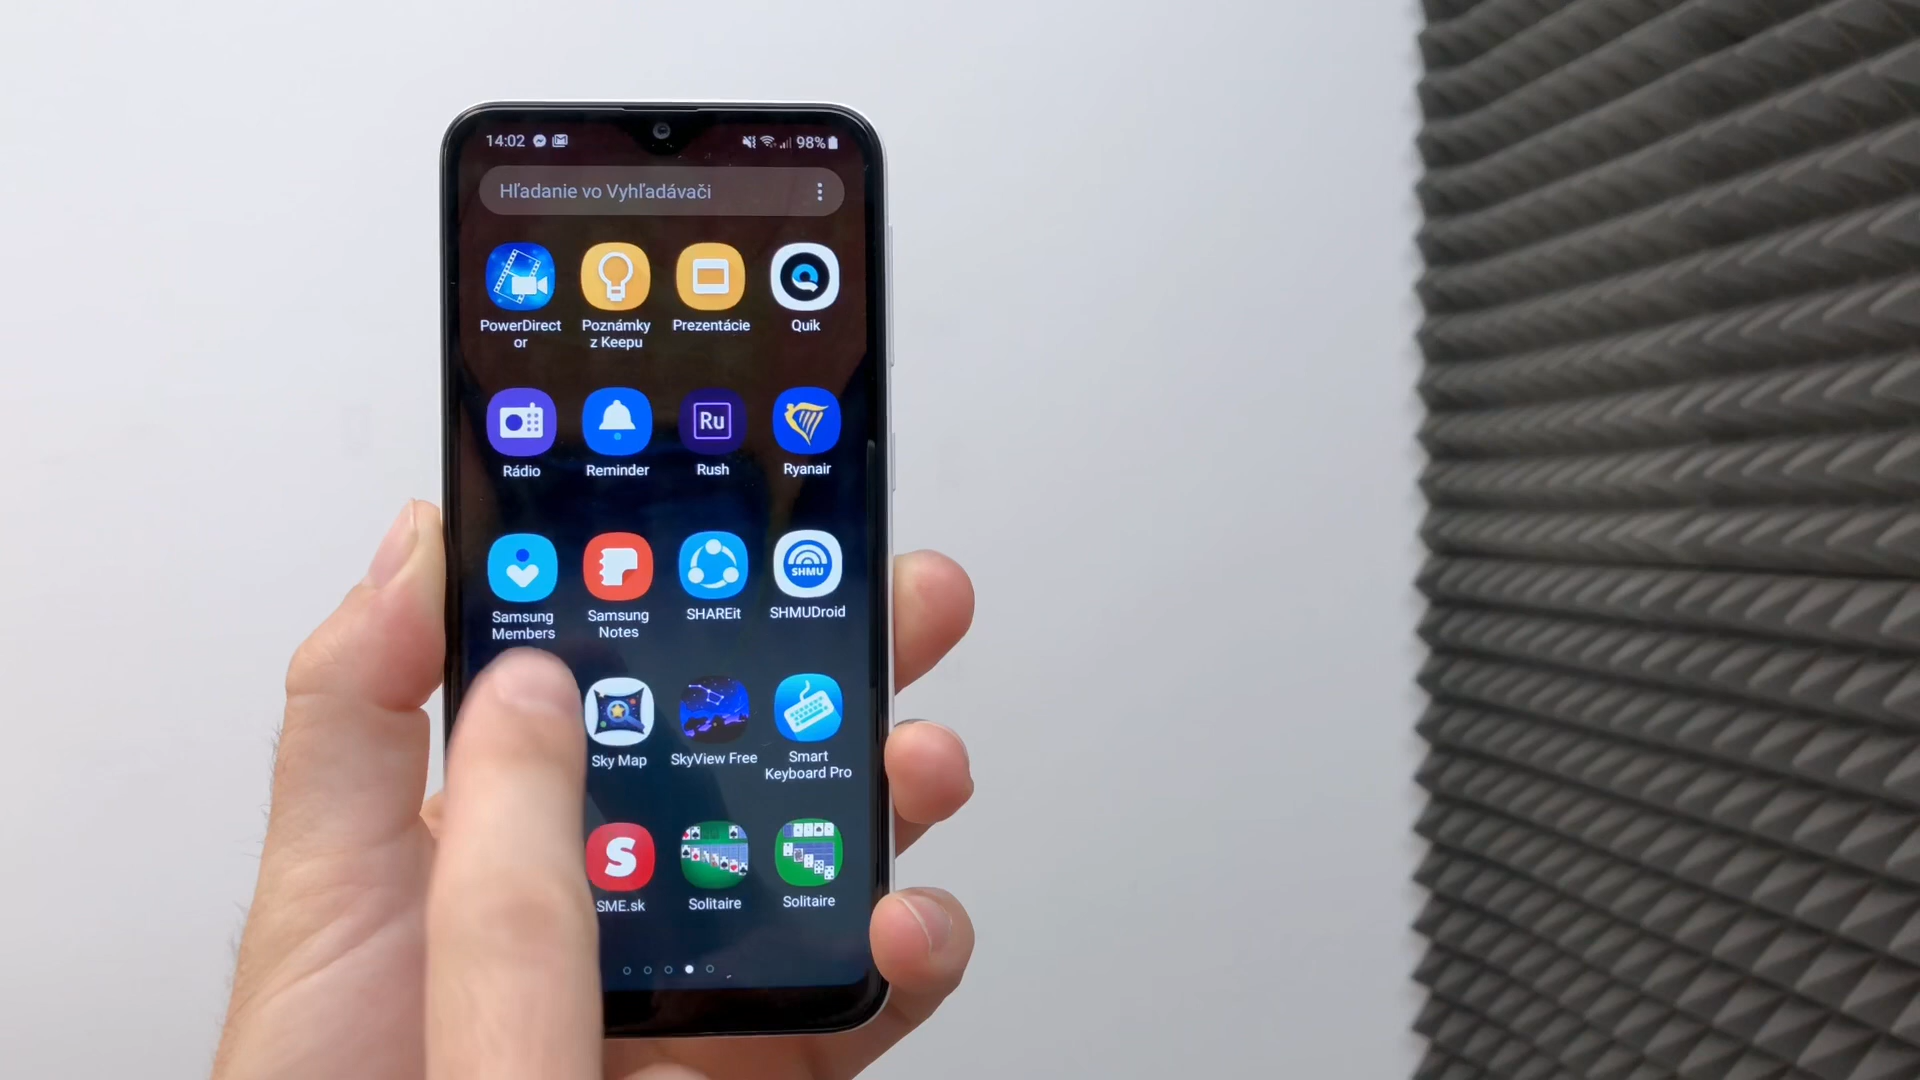 14:02
98%
Hľadanie vo Vyhľadávači
PowerDirect
or
Poznámky
z Keepu
Prezentácie
Quik
Ru
Rádio
Reminder
Rush
Ryanair
SHMU
Samsung
Members
Samsung
Notes
SHAREit
SHMUDroid
Sky Map
SkyView Free
Smart
Keyboard Pro
S
SME.sk
Solitaire
Solitaire